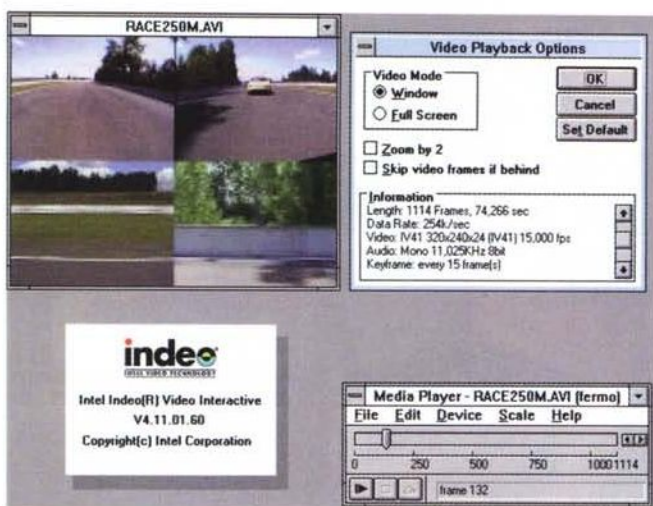 RACE250M.AVI
Video Playback Options
Video Mode
Window
Full Screen
OK
Cancel
Set Default
Zoom by 2
Skip video frames if behind
Information
Length: 1114 Frames, 74,266 sec
Data Rate: 254k/sec
Video: IV41 320x240x24 (IV41) 15,000 fps
Audio: Mono 11,025KHz 8bit
Keyframe: every 15 frame(s)
indeo
INTEL VIDEO TECHNOLOGY
Intel Indeo(R) Video Interactive
V4.11.01.60
Copyright(c) Intel Corporation
Media Player - RACE250M.AVI (fermo)
File Edit Device Scale Help
0 250 500 750 1000 1114
frame 132